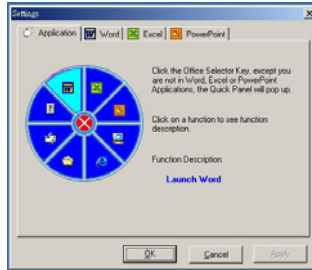 Settings
Application Word Excel PowerPoint
Click the Office Selector Key, except you
are not in Word, Excel or PowerPoint
Applications, the Quick Panel will pop up.
Click on a function to see function
description.
Function Description
Launch Word
OK Cancel Apply